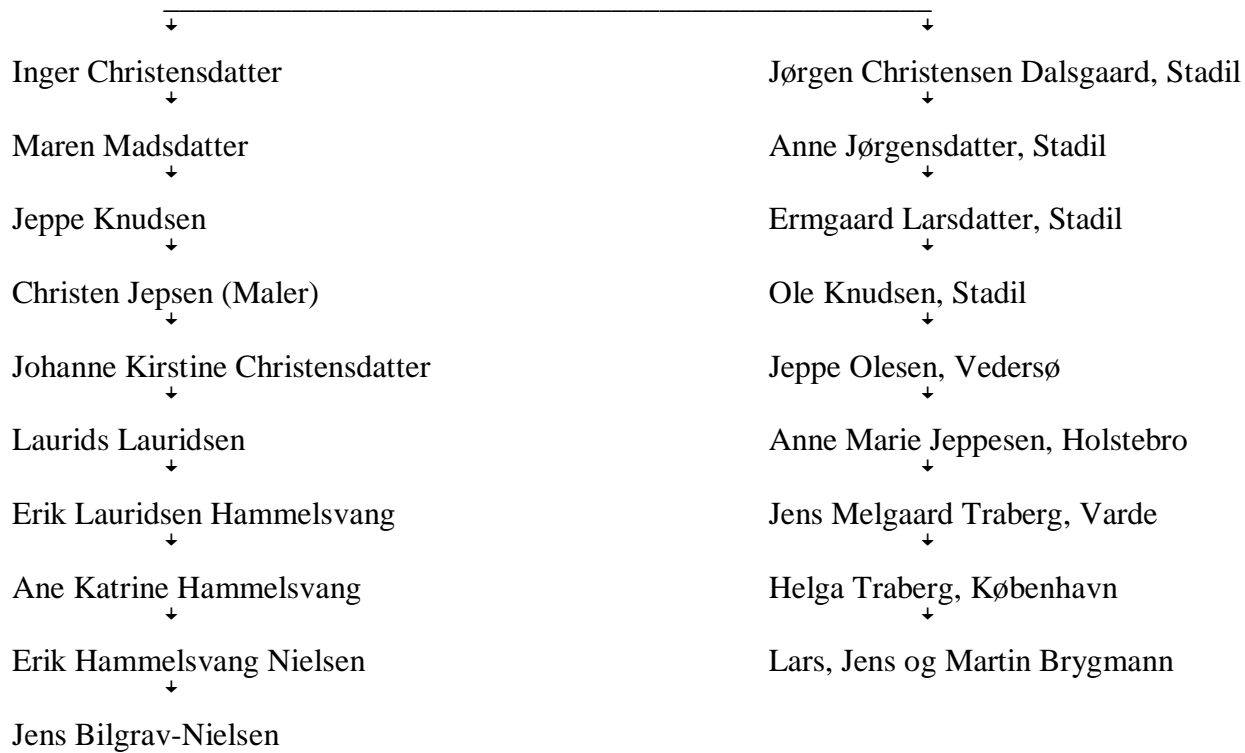 Inger Christensdatter Jørgen Christensen Dalsgaard, Stadil
Maren Madsdatter Anne Jørgensdatter, Stadil
Jeppe Knudsen Ermgaard Larsdatter, Stadil
Christen Jepsen (Maler) Ole Knudsen, Stadil
Johanne Kirstine Christensdatter Jeppe Olesen, Vedersø
Laurids Lauridsen Anne Marie Jeppesen, Holstebro
Erik Lauridsen Hammelsvang Jens Melgaard Traberg, Varde
Ane Katrine Hammelsvang Helga Traberg, København
Erik Hammelsvang Nielsen Lars, Jens og Martin Brygmann
Jens Bilgrav-Nielsen